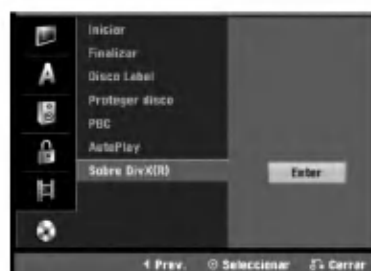 Iniciar
Finalizar
Disco Label
Proteger disco
PBC
AutoPlay
Sobre DivX(R)
Enter
A
Prev. Seleccionar Cerrar